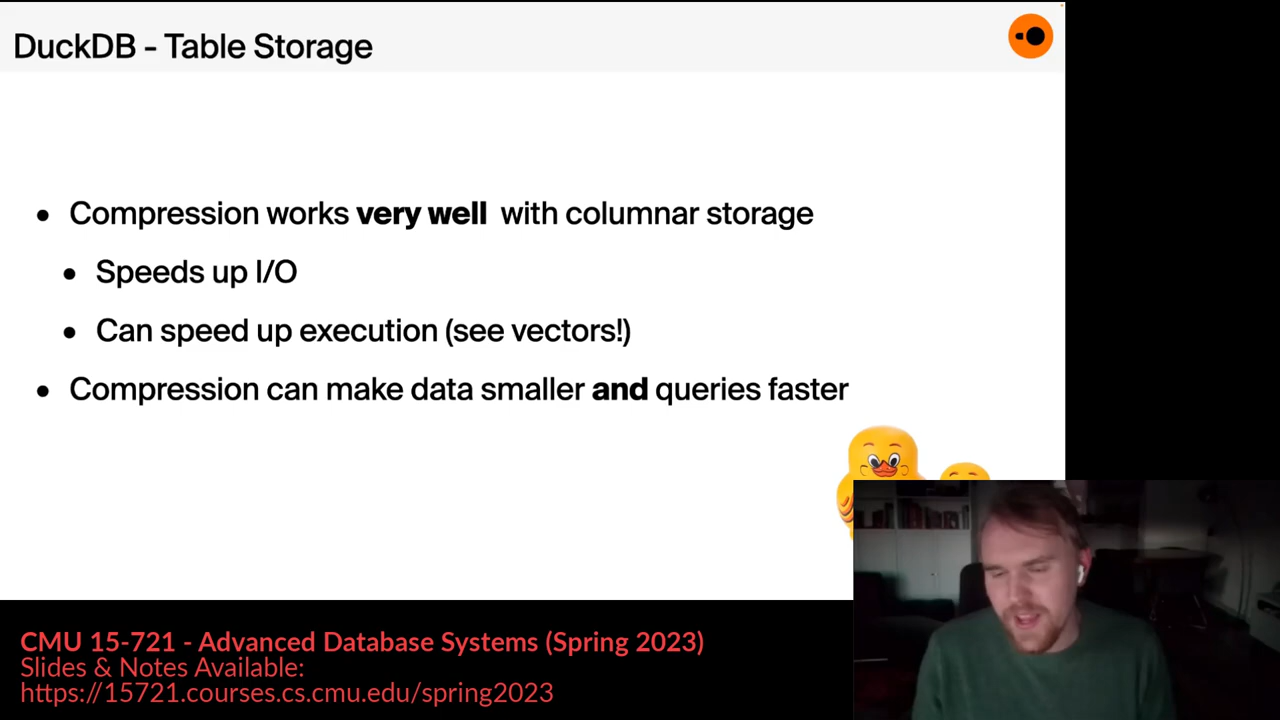 DuckDB - Table Storage
• Compression works very well with columnar storage
• Speeds up I/O
• Can speed up execution (see vectors!)
• Compression can make data smaller and queries faster
CMU 15-721 - Advanced Database Systems (Spring 2023)
Slides & Notes Available:
https://15721.courses.cs.cmu.edu/spring2023